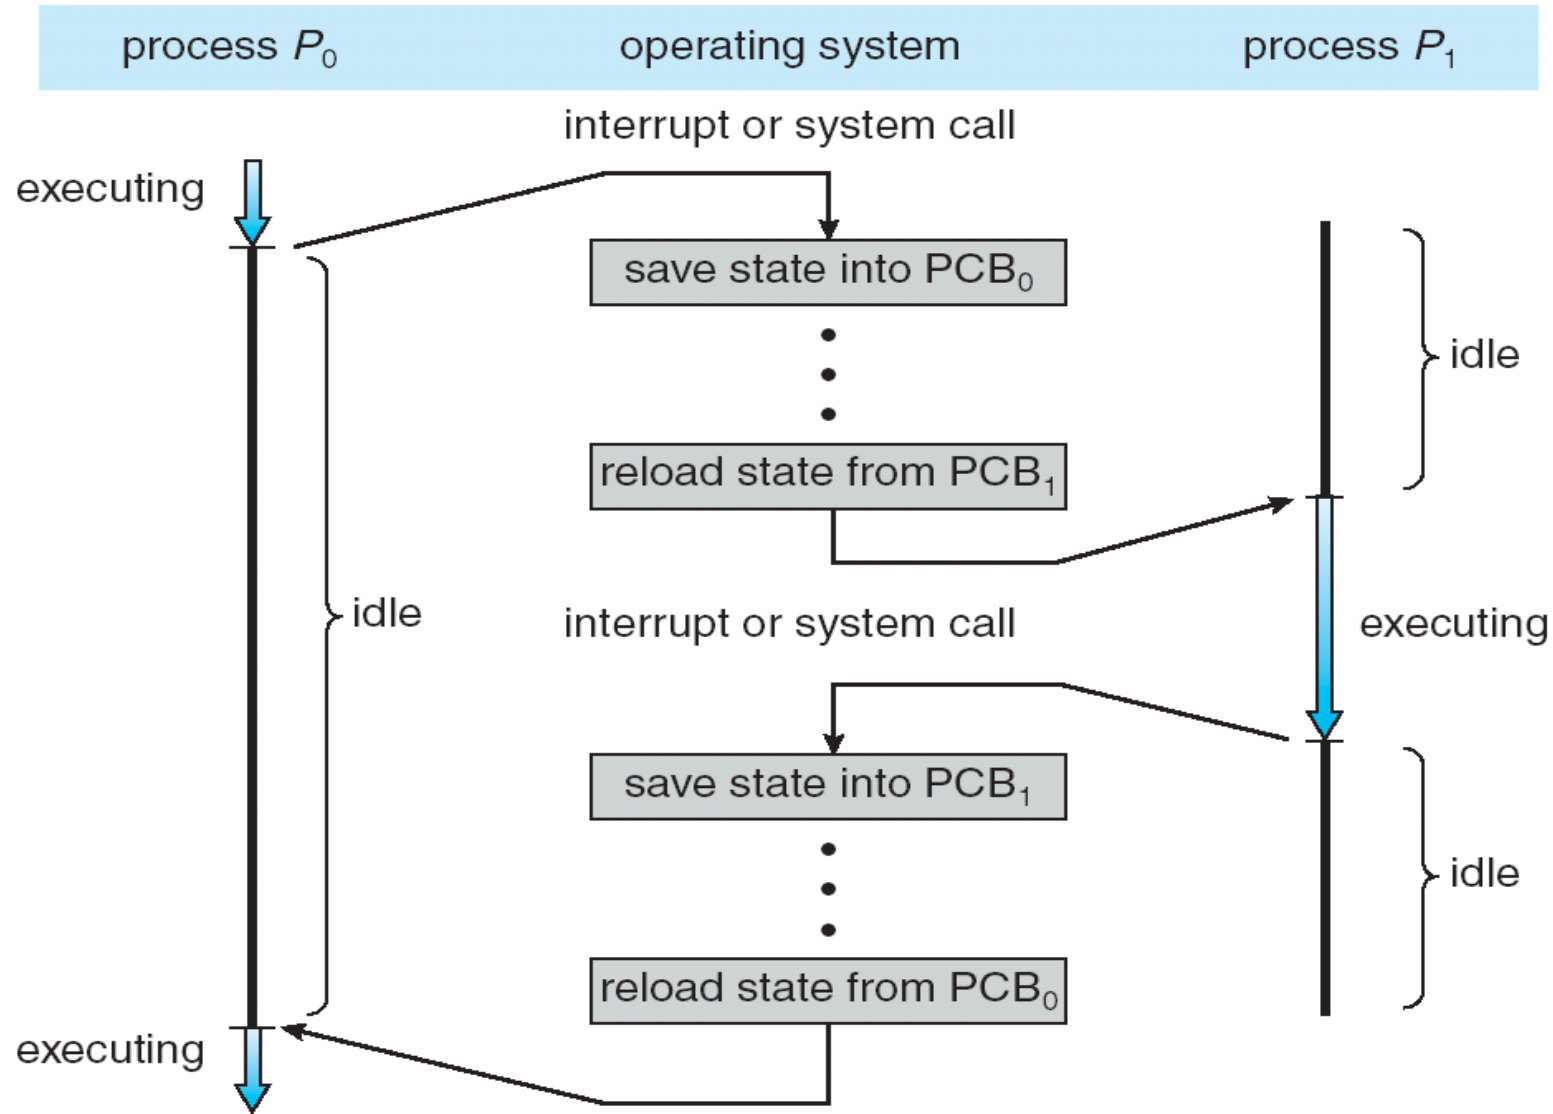 process P0 operating system process P1
interrupt or system call
executing
save state into PCB0
idle
reload state from PCB1
idle
interrupt or system call
executing
save state into PCB1
idle
reload state from PCB0
executing